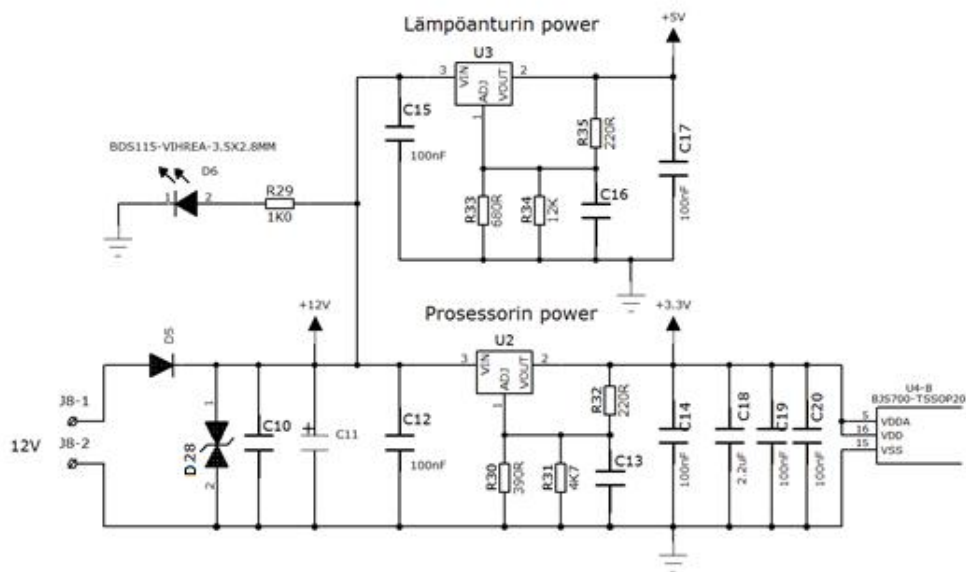 Lämpöanturin power
+5V
U3
3
VIN
VOUT
2
ADJ
1
C15
100nF
R35
220R
C17
100nF
BDS115-VIHREA-3.5X2.8MM
D6
1
2
R29
1K0
R33
680R
R34
12K
C16
+12V
Prosessorin power
+3.3V
U2
D5
3
VIN
VOUT
2
ADJ
1
R32
220R
J8-1
12V
J8-2
1
D28
2
C10
+
C11
C12
100nF
R30
390R
R31
4K7
C13
C14
100nF
C18
2.2uF
C19
100nF
C20
100nF
U4-B
BJS700-TSSOP20
5
VDDA
16
VDD
15
VSS